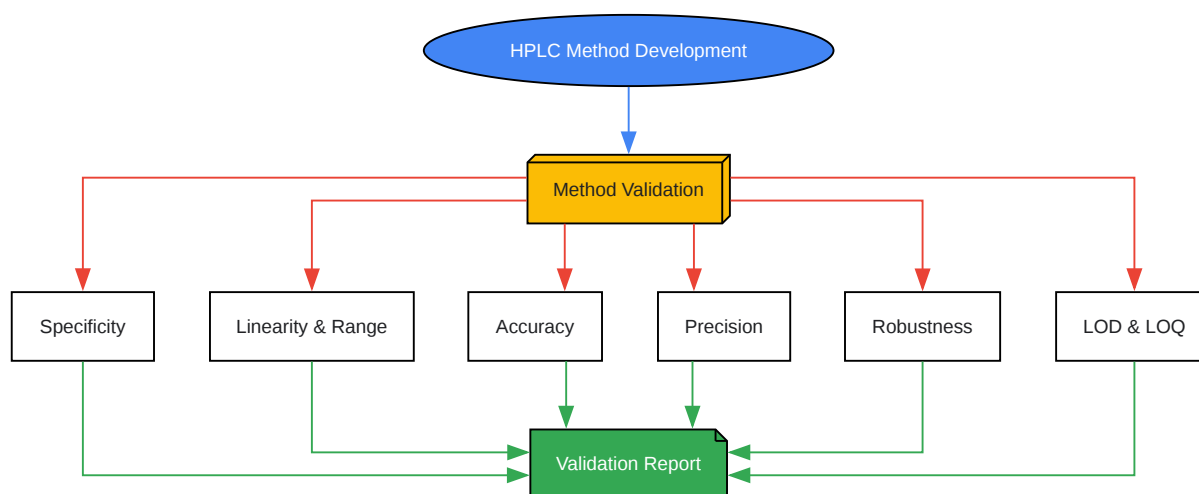 HPLC Method Development
Method Validation
Specificity
Linearity & Range
Accuracy
Precision
Robustness
LOD & LOQ
Validation Report